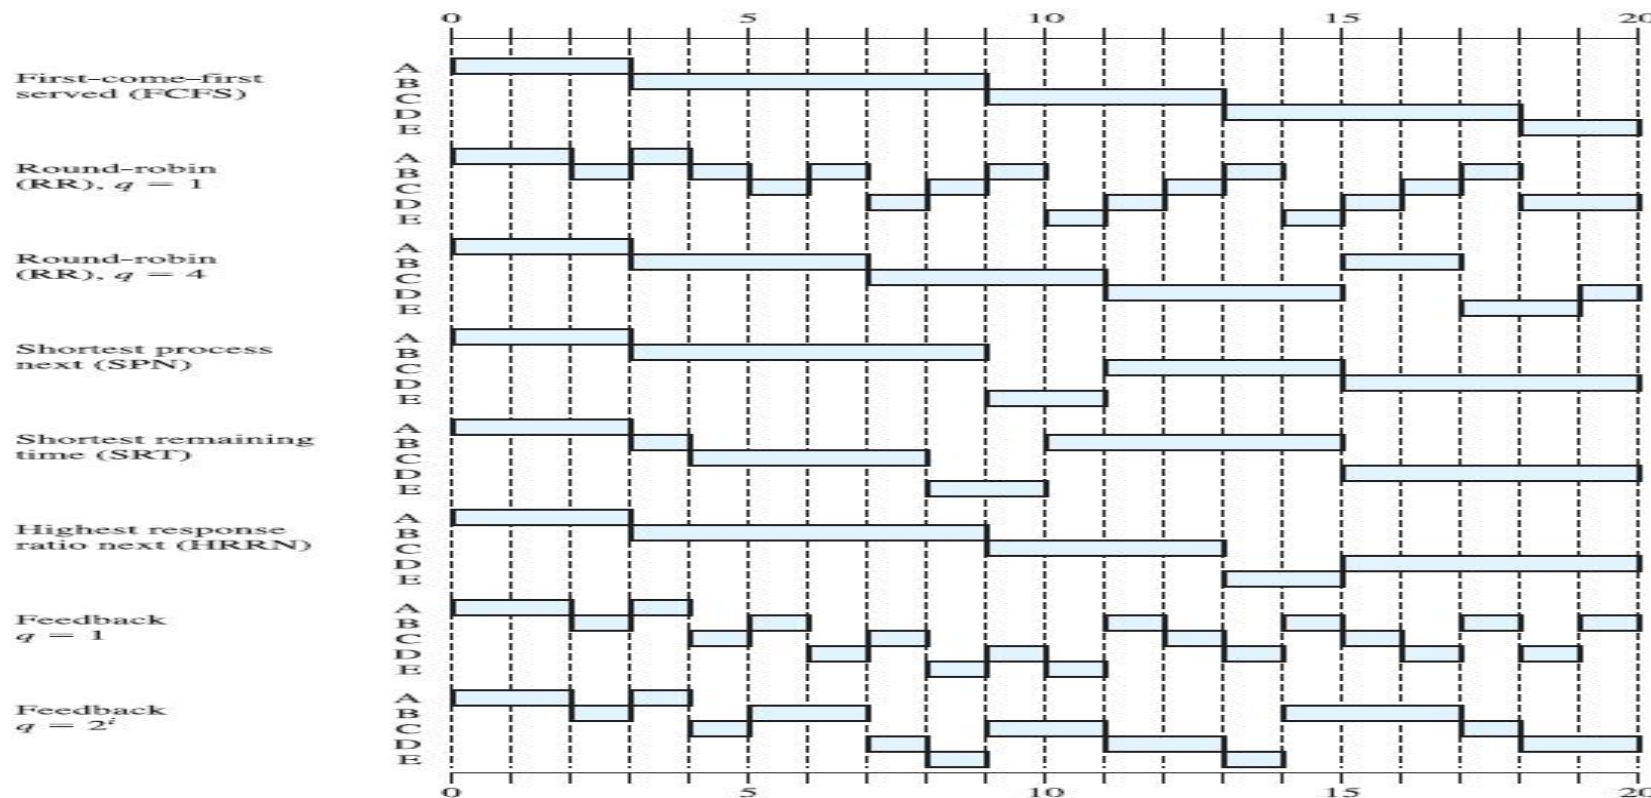 0 5 10 15 20
First-come-first
served (FCFS)
A
B
C
D
E
Round-robin
(RR), q = 1
A
B
C
D
E
Round-robin
(RR), q = 4
A
B
C
D
E
Shortest process
next (SPN)
A
B
C
D
E
Shortest remaining
time (SRT)
A
B
C
D
E
Highest response
ratio next (HRRN)
A
B
C
D
E
Feedback
q = 1
A
B
C
D
E
Feedback
q = 2^i
A
B
C
D
E
0 5 10 15 20